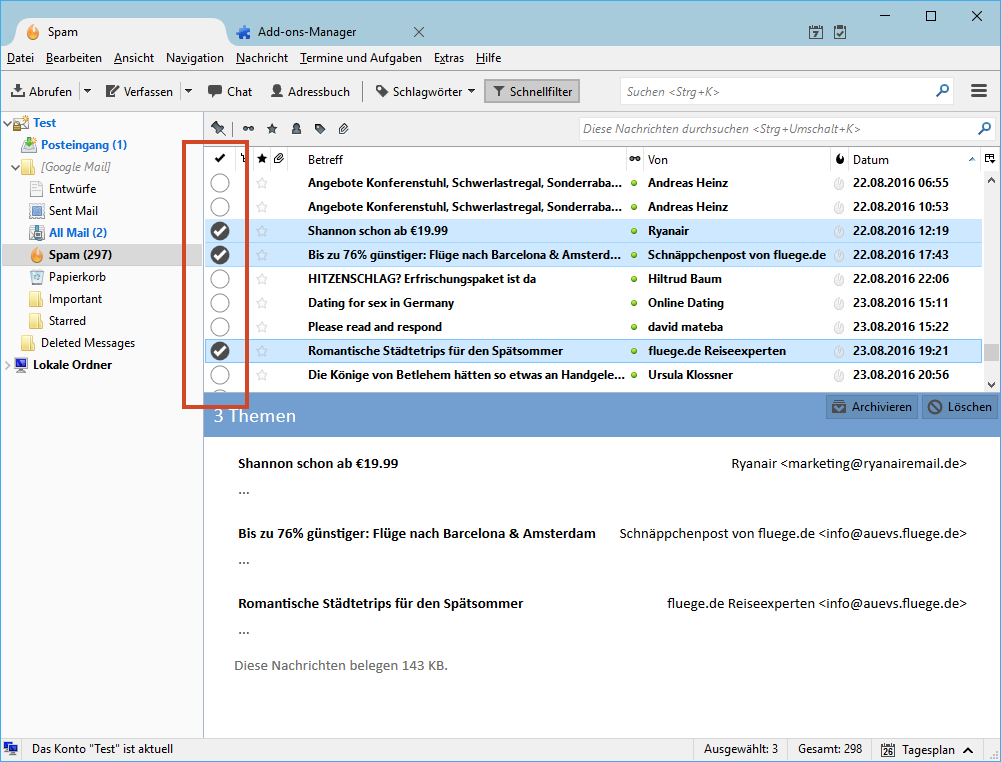 Spam
Add-ons-Manager
7
Datei Bearbeiten Ansicht Navigation Nachricht Termine und Aufgaben Extras Hilfe
Abrufen Verfassen Chat Adressbuch Schlagwörter Schnellfilter Suchen <Strg+K>
Diese Nachrichten durchsuchen <Strg+Umschalt+K>
Test
Posteingang (1)
[Google Mail]
Entwürfe
Sent Mail
All Mail (2)
Spam (297)
Papierkorb
Important
Starred
Deleted Messages
Lokale Ordner
Betreff Von Datum
Angebote Konferenstuhl, Schwerlastregal, Sonderraba... Andreas Heinz 22.08.2016 06:55
Angebote Konferenstuhl, Schwerlastregal, Sonderraba... Andreas Heinz 22.08.2016 10:53
Shannon schon ab €19.99 Ryanair 22.08.2016 12:19
Bis zu 76% günstiger: Flüge nach Barcelona & Amsterd... Schnäppchenpost von fluege.de 22.08.2016 17:43
HITZENSCHLAG? Erfrischungspaket ist da Hiltrud Baum 22.08.2016 22:06
Dating for sex in Germany Online Dating 23.08.2016 15:11
Please read and respond david mateba 23.08.2016 15:22
Romantische Städtetrips für den Spätsommer fluege.de Reiseexperten 23.08.2016 19:21
Die Könige von Betlehem hätten so etwas an Handgele... Ursula Klossner 23.08.2016 20:56
3 Themen Archivieren Löschen
Shannon schon ab €19.99 Ryanair <marketing@ryanairemail.de>
...
Bis zu 76% günstiger: Flüge nach Barcelona & Amsterdam Schnäppchenpost von fluege.de <info@auevs.fluege.de>
...
Romantische Städtetrips für den Spätsommer fluege.de Reiseexperten <info@auevs.fluege.de>
...
Diese Nachrichten belegen 143 KB.
Das Konto "Test" ist aktuell Ausgewählt: 3 Gesamt: 298 26 Tagesplan